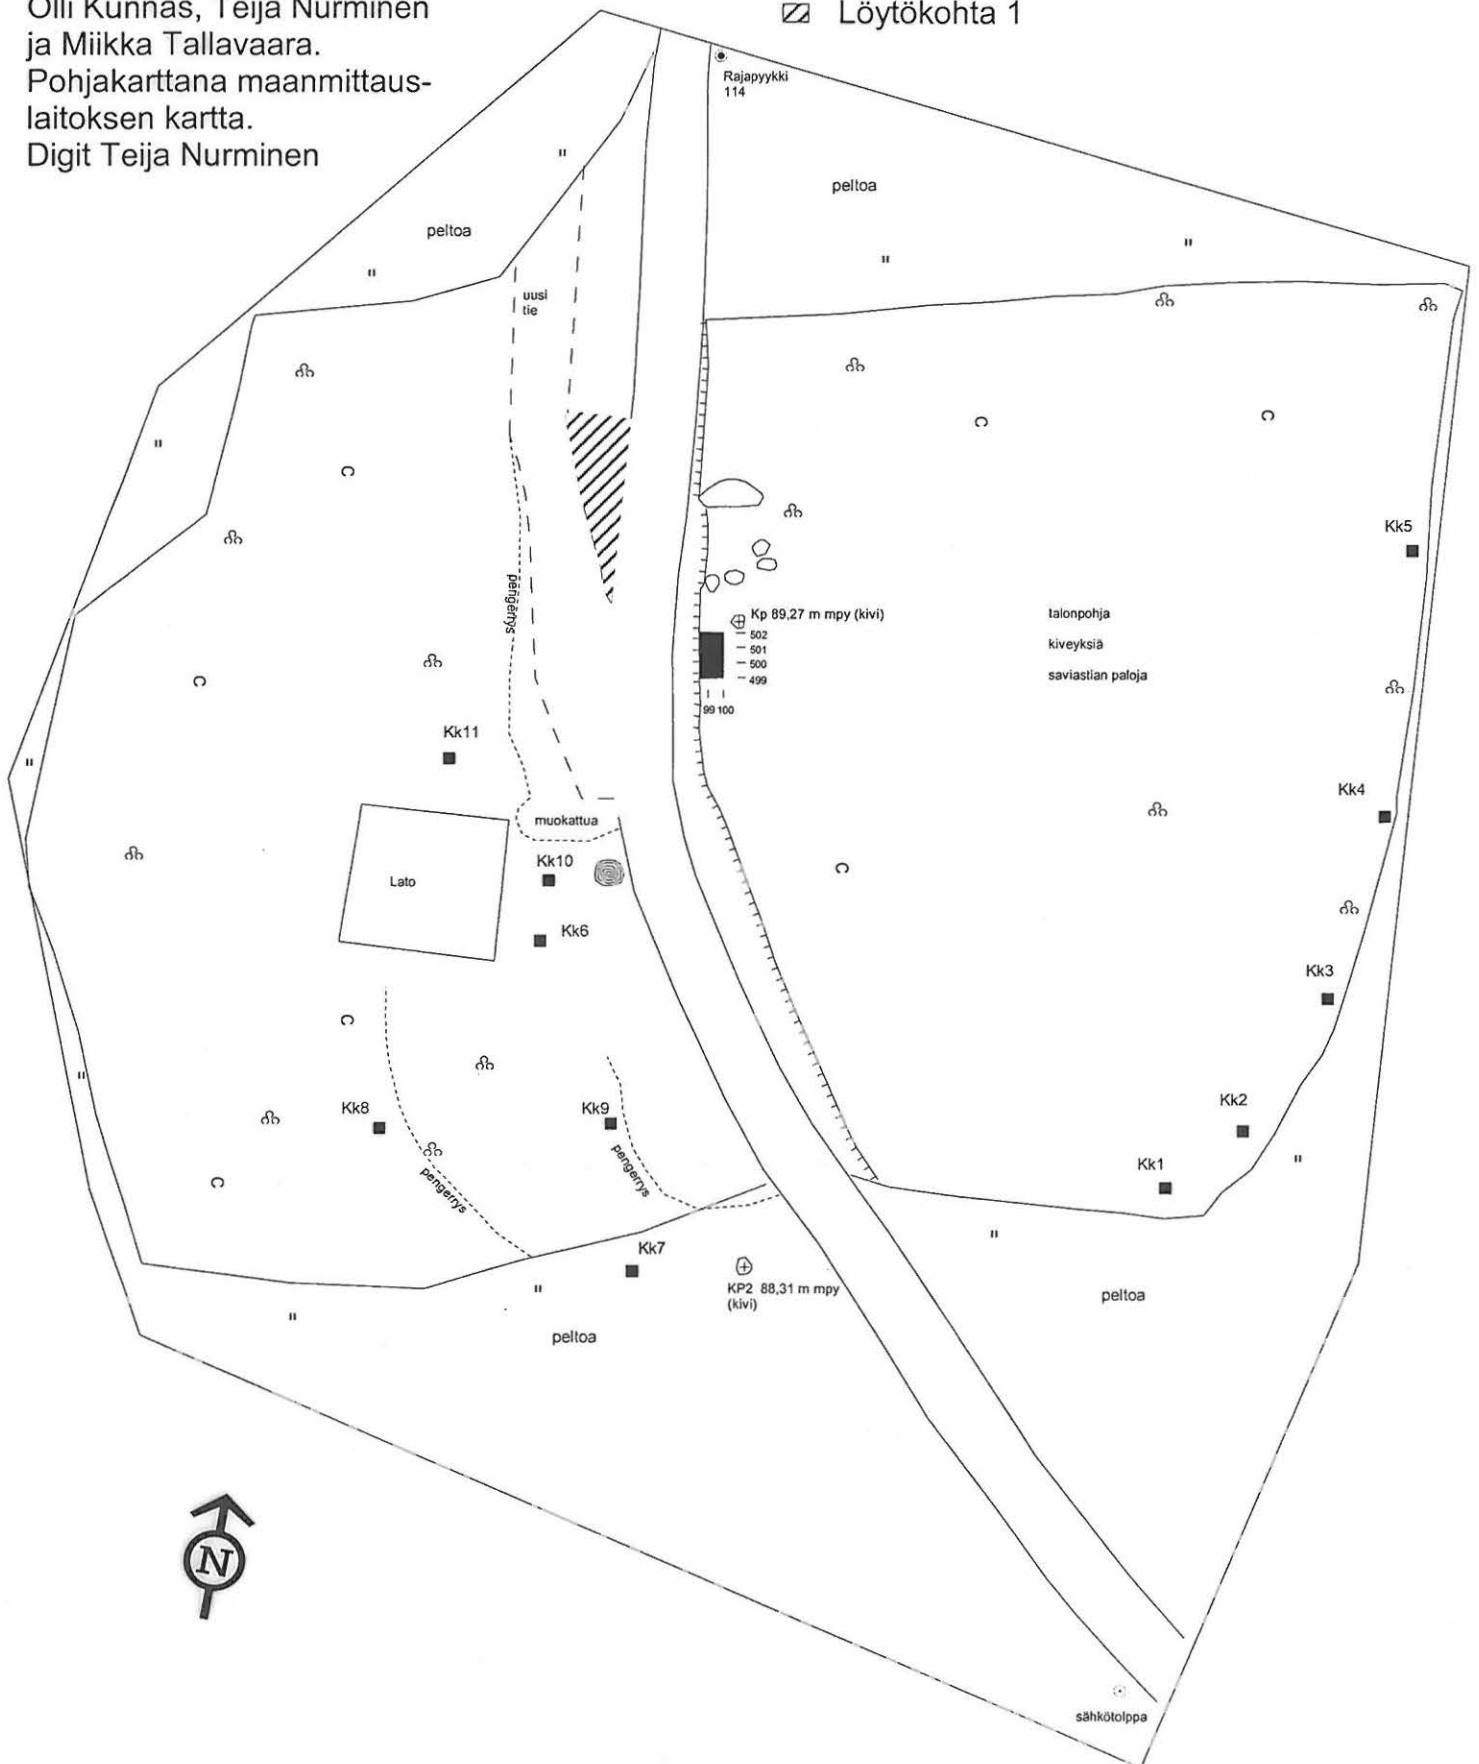 Olli Kunnas, Teija Nurminen
ja Miikka Tallavaara.
Pohjakarttana maanmittaus-
laitoksen kartta.
Digit Teija Nurminen
Löytökohta 1
Rajapyykki
114
peltoa
peltoa
uusi
tie
Kk5
pengerrys
Kp 89,27 m mpy (kivi)
502
501
500
499
99 100
talonpohja
kiveyksiä
saviastian paloja
Kk11
Kk4
muokattua
Kk10
Lato
Kk6
Kk3
Kk8
Kk9
Kk2
pengerrys
pengerrys
Kk1
Kk7
KP2 88,31 m mpy
(kivi)
peltoa
peltoa
N
sähkötolppa